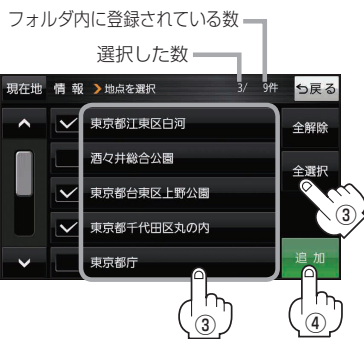 フォルダ内に登録されている数
選択した数
現在地 情 報 地点を選択 3/ 9件 戻る
東京都江東区白河 全解除
酒々井総合公園
全選択
東京都台東区上野公園
③
東京都千代田区丸の内
東京都庁 追 加
③ ④